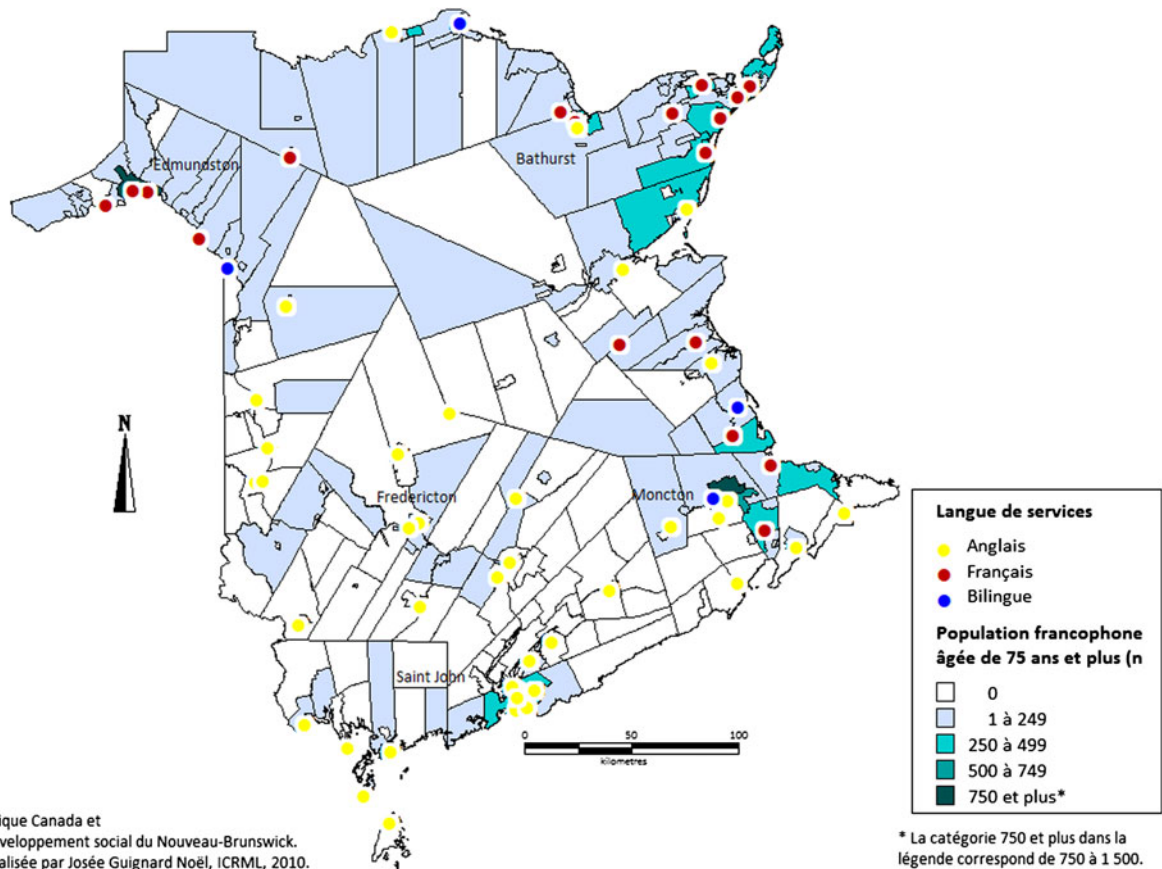 Edmundston
Bathurst
N
Fredericton
Moncton
Saint John
0 50 100
kilometres
Langue de services
Anglais
Français
Bilingue
Population francophone
âgée de 75 ans et plus (n
0
1 à 249
250 à 499
500 à 749
750 et plus*
* La catégorie 750 et plus dans la
légende correspond de 750 à 1 500.
ique Canada et
veloppement social du Nouveau-Brunswick.
alisée par Josée Guignard Noël, ICRML, 2010.